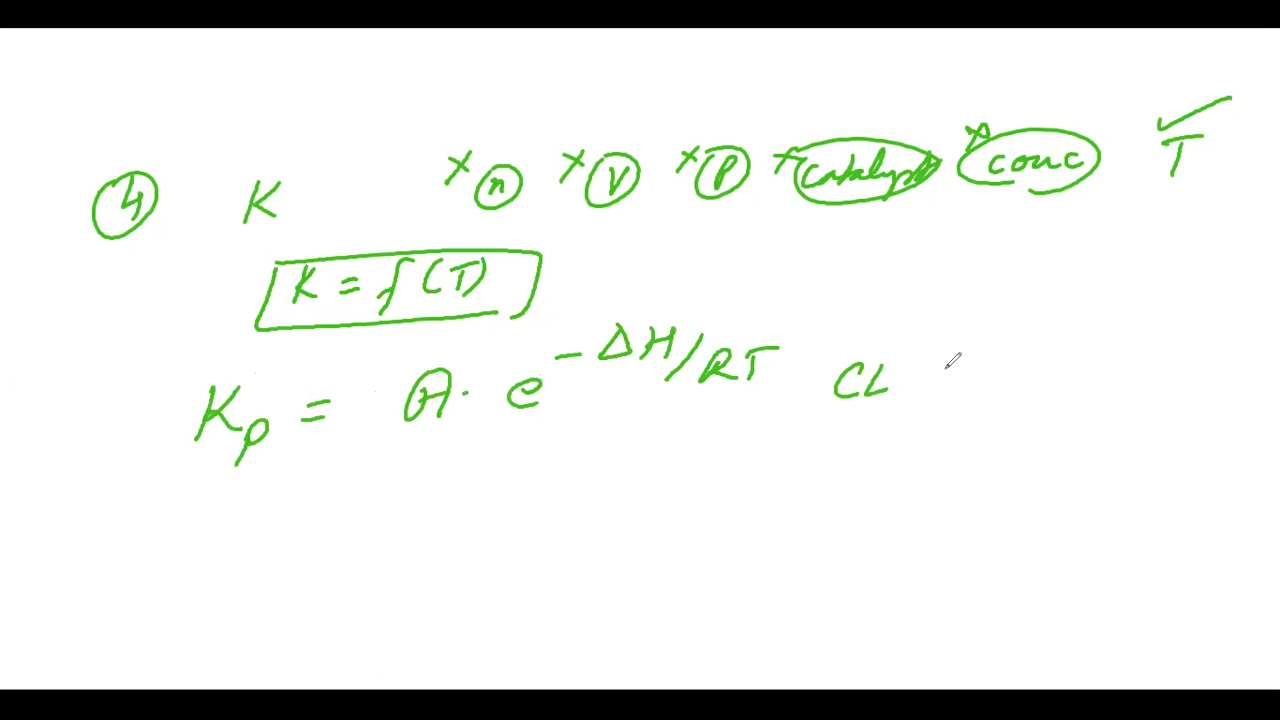 4 K × n × V × P × catalyst × conc T ✓
K = f(T)
Kp = A · e^-ΔH/RT CL